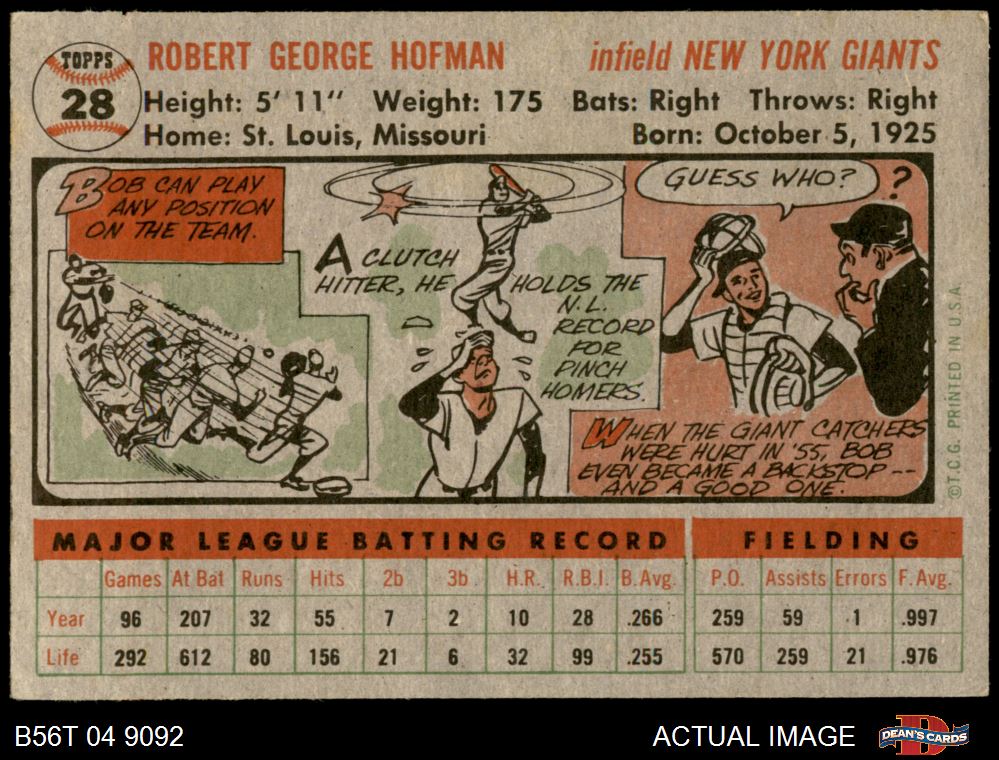 TOPPS
28
ROBERT GEORGE HOFMAN infield NEW YORK GIANTS
Height: 5' 11" Weight: 175 Bats: Right Throws: Right
Home: St. Louis, Missouri Born: October 5, 1925
BOB CAN PLAY
ANY POSITION
ON THE TEAM.
A CLUTCH
HITTER, HE HOLDS THE
N.L.
RECORD
FOR
PINCH
HOMERS.
GUESS WHO?
?
WHEN THE GIANT CATCHERS
WERE HURT IN '55, BOB
EVEN BECAME A BACKSTOP--
AND A GOOD ONE.
©T.C.G. PRINTED IN U.S.A.
MAJOR LEAGUE BATTING RECORD FIELDING
Games At Bat Runs Hits 2b 3b H.R. R.B.I. B.Avg. P.O. Assists Errors F.Avg.
Year 96 207 32 55 7 2 10 28 .266 259 59 1 .997
Life 292 612 80 156 21 6 32 99 .255 570 259 21 .976
B56T 04 9092 ACTUAL IMAGE DEAN'S CARDS